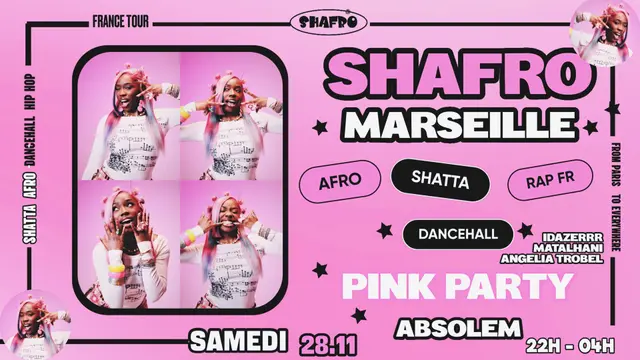 FRANCE TOUR
SHAFRO
SHATTA AFRO DANCEHALL HIP HOP
SHAFRO
MARSEILLE
AFRO
SHATTA
RAP FR
DANCEHALL
FROM PARIS TO EVERYWHERE
IDAZERRR
MATALHANI
ANGELIA TROBEL
PINK PARTY
ABSOLEM
SAMEDI 28.11
22H - 04H